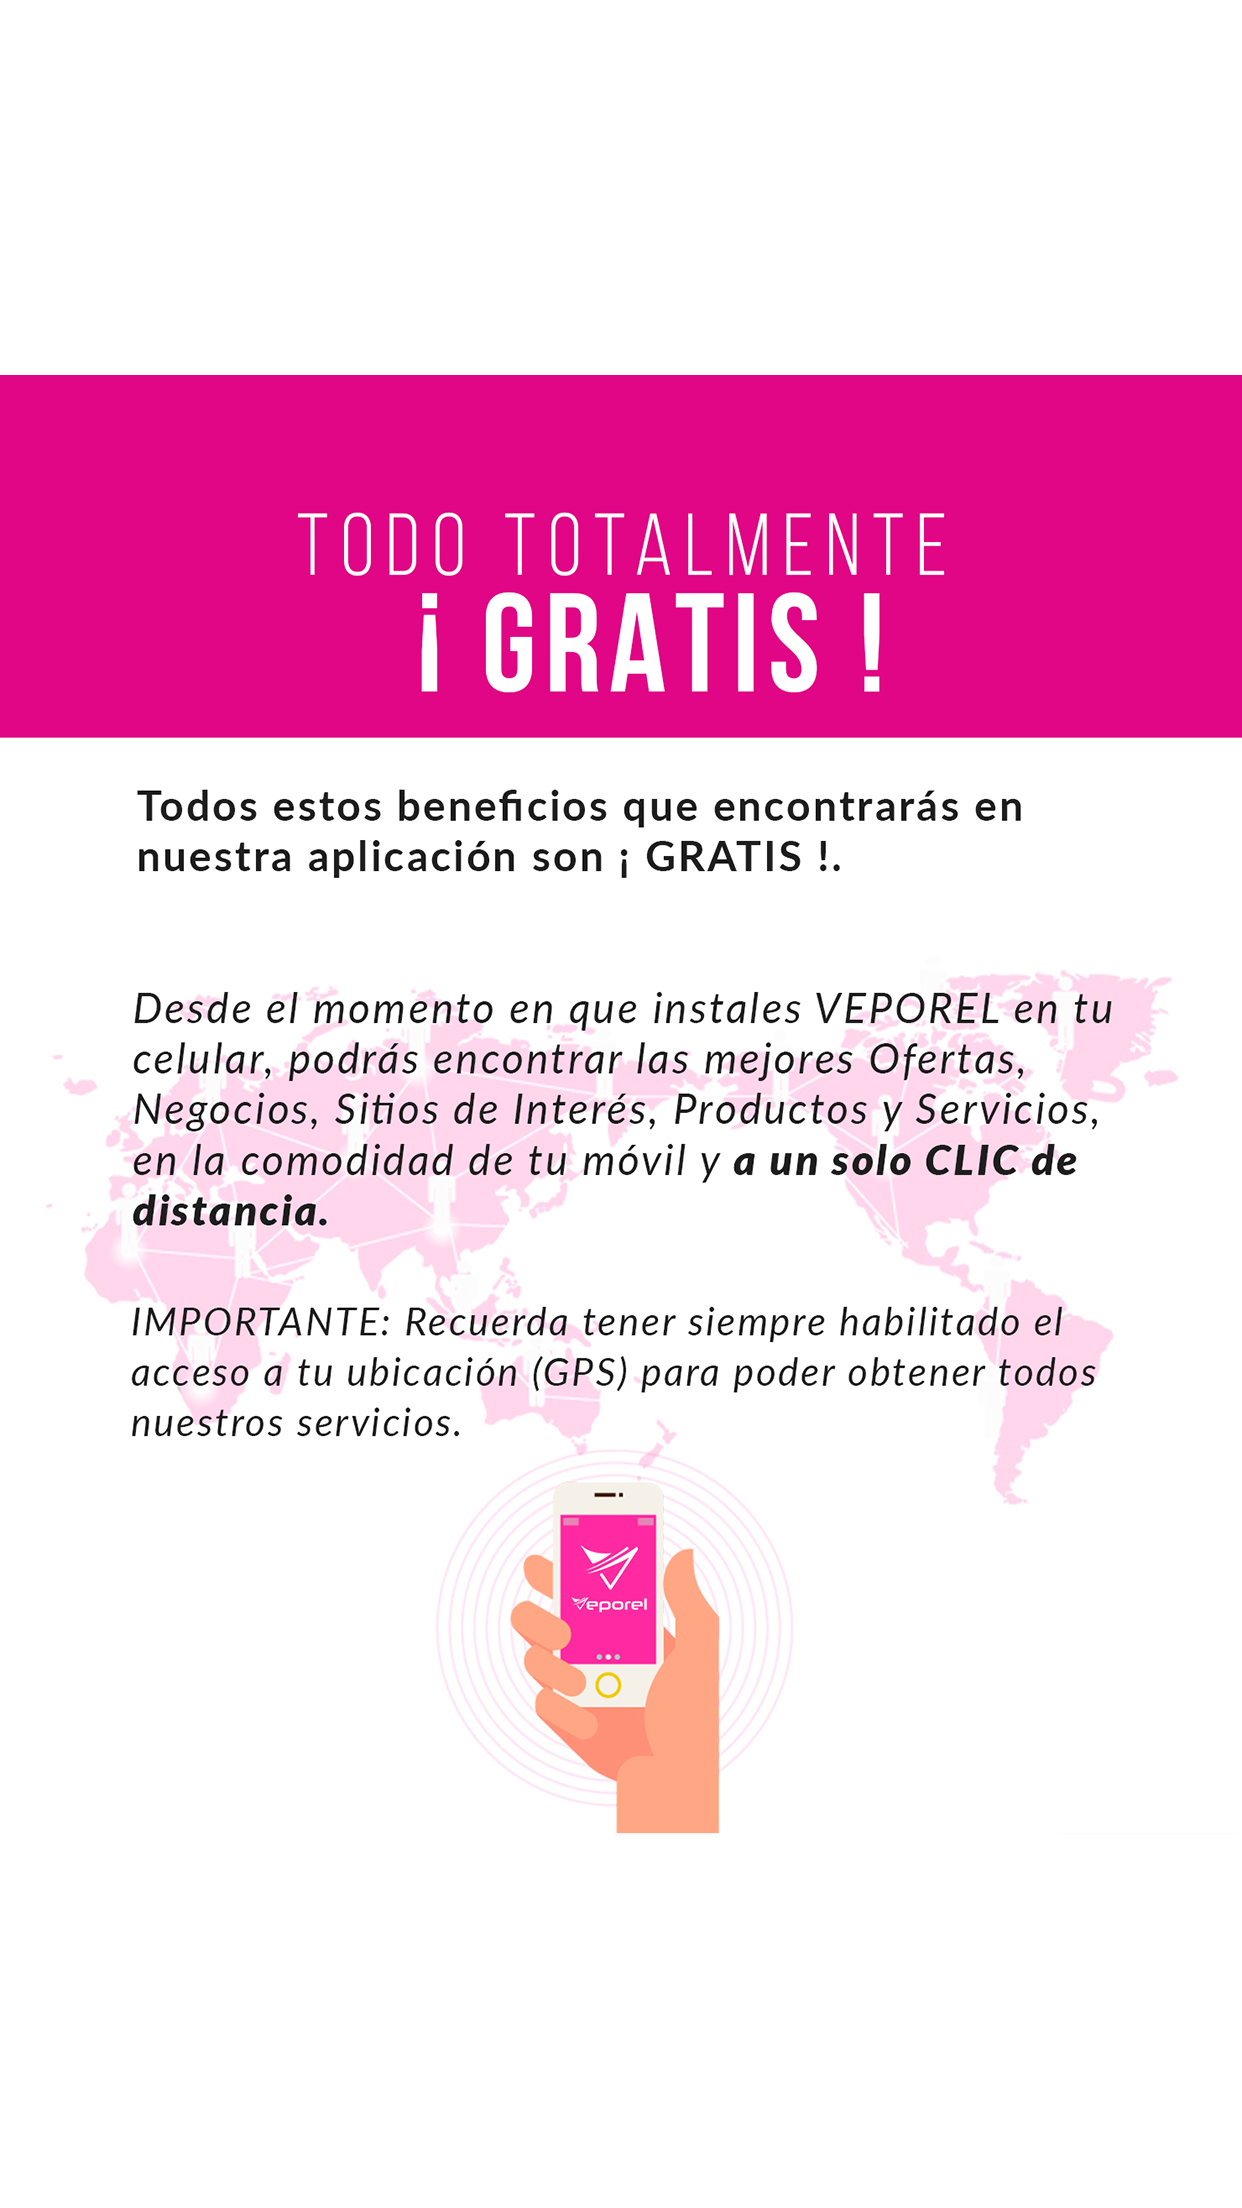 TODO TOTALMENTE
¡ GRATIS !
Todos estos beneficios que encontrarás en
nuestra aplicación son ¡ GRATIS !.
Desde el momento en que instales VEPOREL en tu
celular, podrás encontrar las mejores Ofertas,
Negocios, Sitios de Interés, Productos y Servicios,
en la comodidad de tu móvil y a un solo CLIC de
distancia.
IMPORTANTE: Recuerda tener siempre habilitado el
acceso a tu ubicación (GPS) para poder obtener todos
nuestros servicios.
Veporel